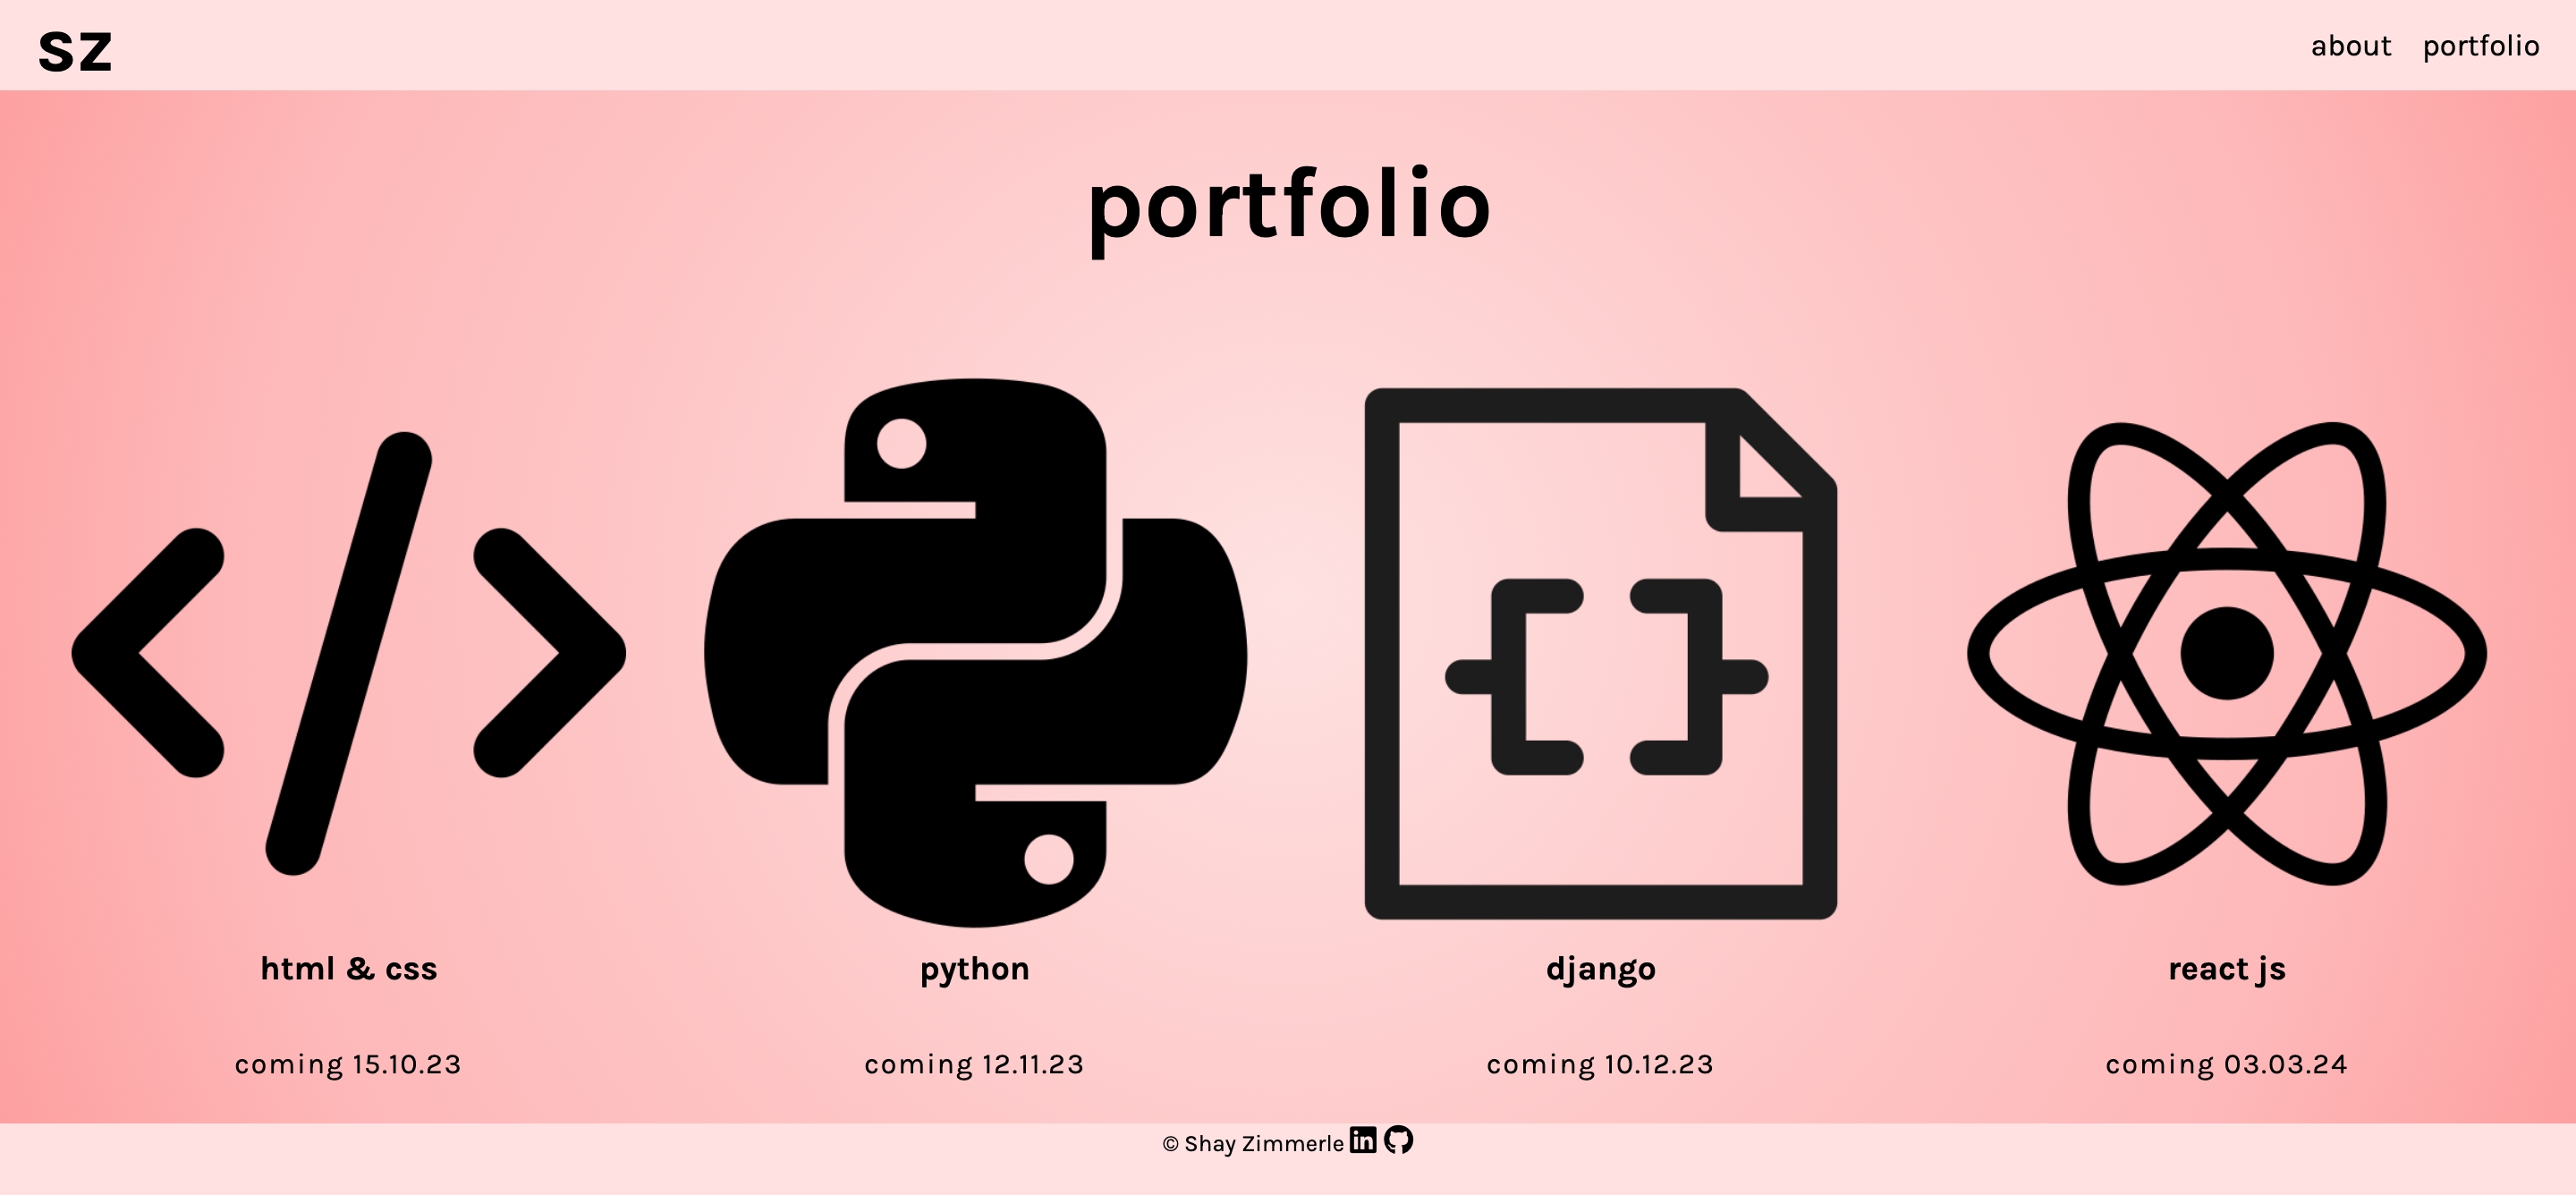 sz
about portfolio
portfolio
html & css
python
django
react js
coming 15.10.23
coming 12.11.23
coming 10.12.23
coming 03.03.24
© Shay Zimmerle in